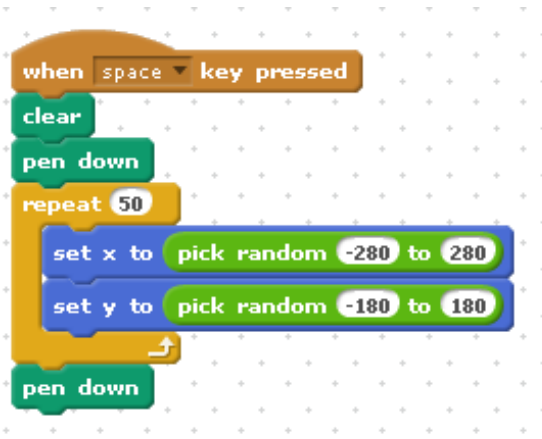 when space key pressed
clear
pen down
repeat 50
set x to pick random -280 to 280
set y to pick random -180 to 180
pen down